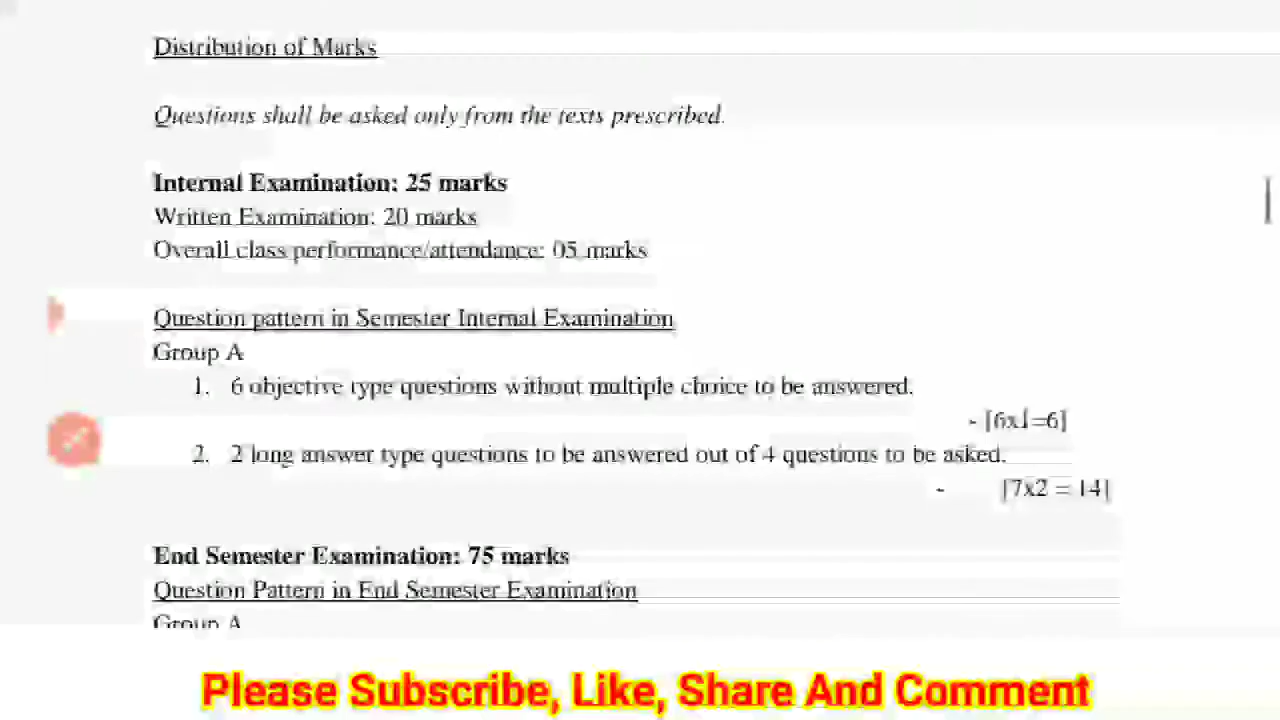 Distribution of Marks
Questions shall be asked only from the texts prescribed.
Internal Examination: 25 marks
Written Examination: 20 marks
Overall class performance/attendance: 05 marks
Question pattern in Semester Internal Examination
Group A
1. 6 objective type questions without multiple choice to be answered.
- [6x1=6]
2. 2 long answer type questions to be answered out of 4 questions to be asked.
- [7x2 = 14]
End Semester Examination: 75 marks
Question Pattern in End Semester Examination
Group A
Please Subscribe, Like, Share And Comment